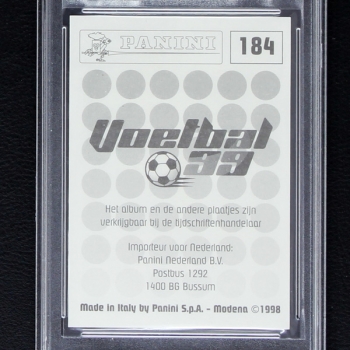 PANINI
184
Voetbal
99
Het album en de andere plaatjes zijn
verkrijgbaar bij de tijdschriftenhandelaar
Importeur voor Nederland:
Panini Nederland B.V.
Postbus 1292
1400 BG Bussum
Made in Italy by Panini S.p.A. - Modena ©1998